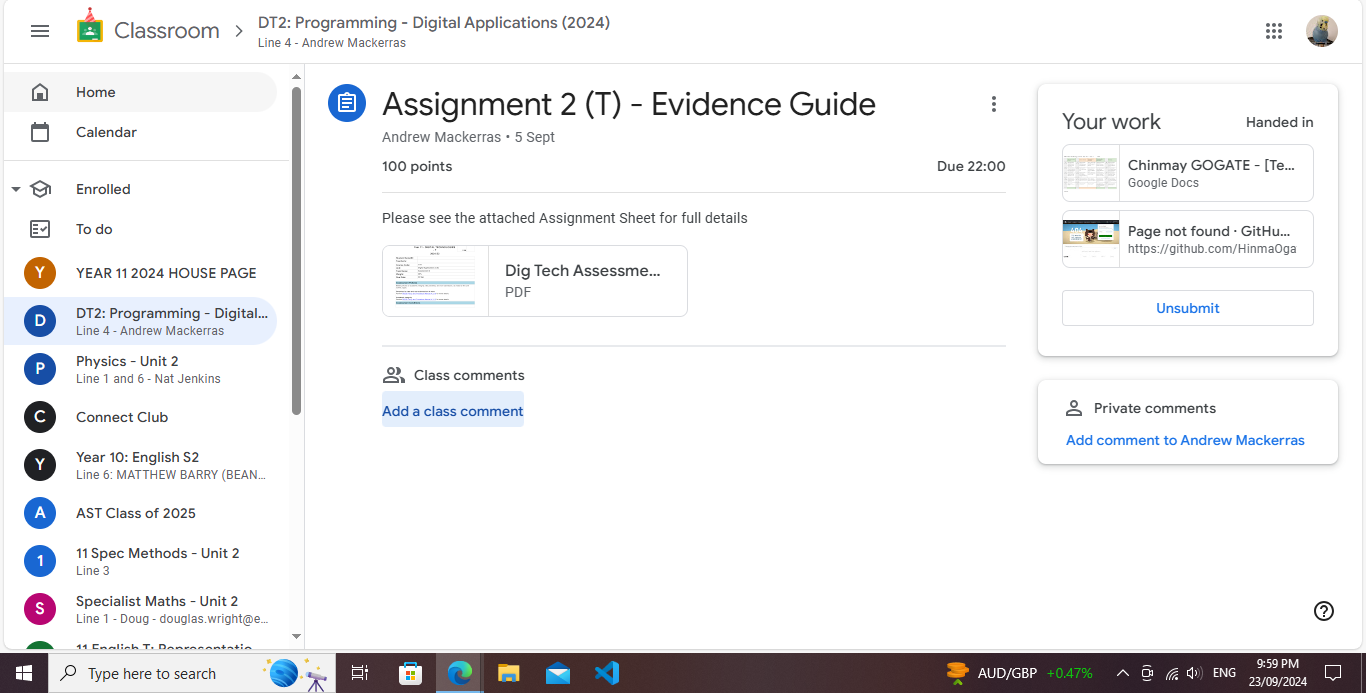 Classroom
DT2: Programming - Digital Applications (2024)
Line 4 - Andrew Mackerras
Home
Calendar
Enrolled
To do
Y
YEAR 11 2024 HOUSE PAGE
D
DT2: Programming - Digital...
Line 4 - Andrew Mackerras
P
Physics - Unit 2
Line 1 and 6 - Nat Jenkins
C
Connect Club
Y
Year 10: English S2
Line 6: MATTHEW BARRY (BEAN...
A
AST Class of 2025
1
11 Spec Methods - Unit 2
Line 3
S
Specialist Maths - Unit 2
Line 1 - Doug - douglas.wright@e...
11 English T: Representatio
Assignment 2 (T) - Evidence Guide
Andrew Mackerras • 5 Sept
100 points
Due 22:00
Please see the attached Assignment Sheet for full details
Dig Tech Assessme...
PDF
Class comments
Add a class comment
Your work
Handed in
Chinmay GOGATE - [Te...
Google Docs
Page not found · GitHu...
https://github.com/HinmaOga
Unsubmit
Private comments
Add comment to Andrew Mackerras
Type here to search
AUD/GBP
+0.47%
ENG
9:59 PM
23/09/2024